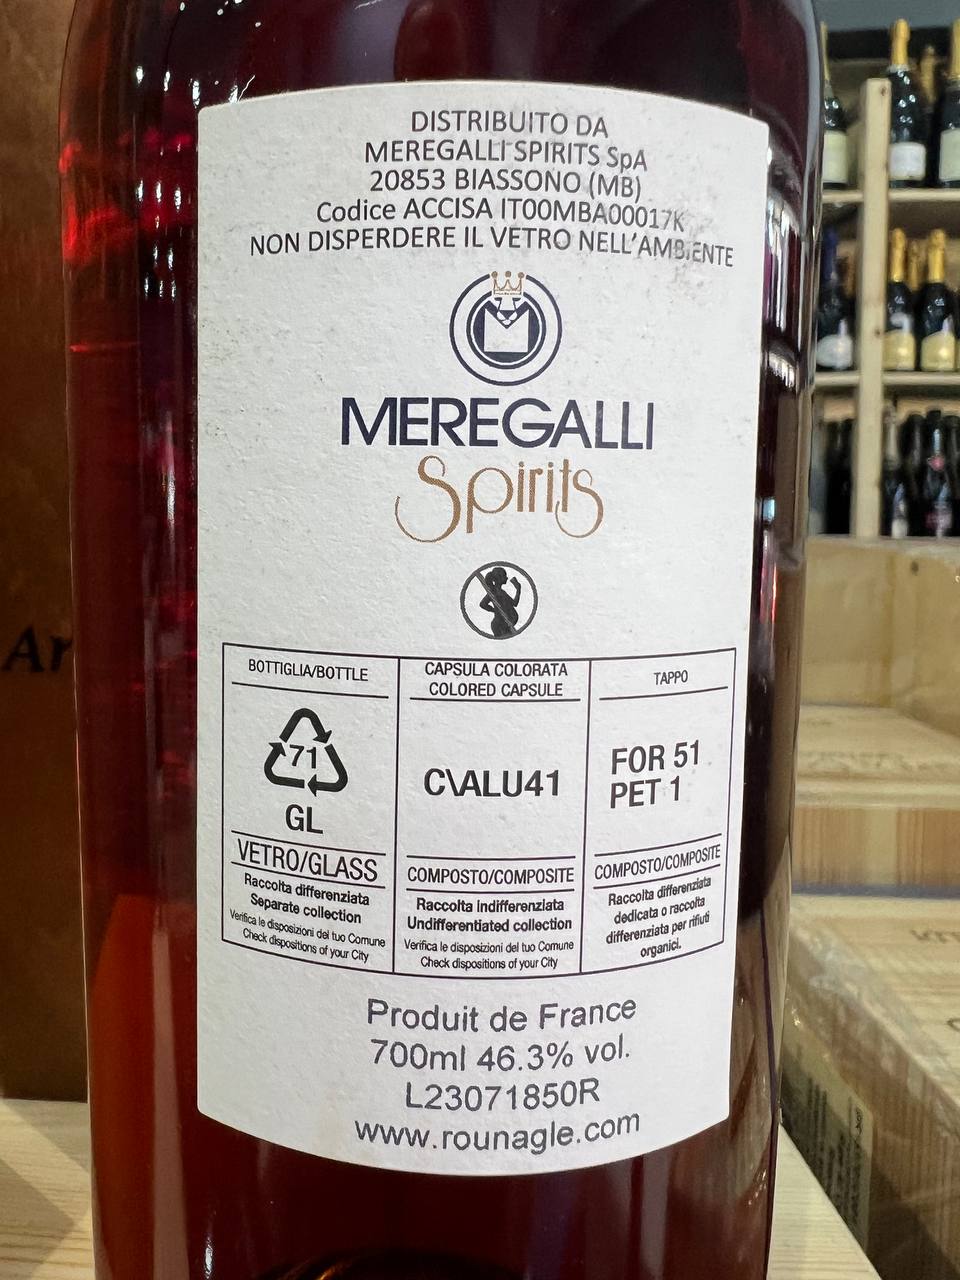 DISTRIBUITO DA
MEREGALLI SPIRITS SpA
20853 BIASSONO (MB)
Codice ACCISA IT00MBA00017K
NON DISPERDERE IL VETRO NELL'AMBIENTE
MEREGALLI
Spirits
BOTTIGLIA/BOTTLE
71
GL
VETRO/GLASS
Raccolta differenziata
Separate collection
Verifica le disposizioni del tuo Comune
Check dispositions of your City
CAPSULA COLORATA
COLORED CAPSULE
C\ALU41
COMPOSTO/COMPOSITE
Raccolta indifferenziata
Undifferentiated collection
Verifica le disposizioni del tuo Comune
Check dispositions of your City
TAPPO
FOR 51
PET 1
COMPOSTO/COMPOSITE
Raccolta differenziata
dedicata o raccolta
differenziata per rifiuti
organici.
Produit de France
700ml 46.3% vol.
L23071850R
www.rounagle.com
Ar